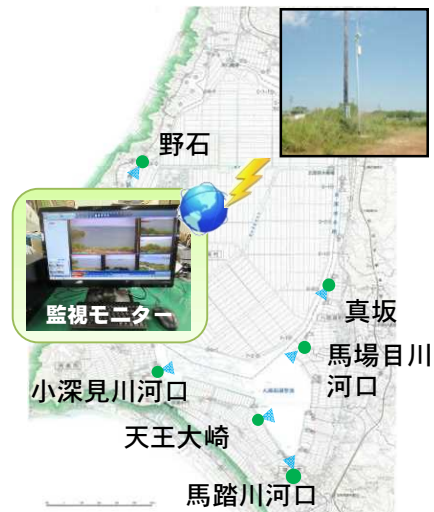 野石
監視モニター
真坂
馬場目川
河口
小深見川河口
天王大崎
馬踏川河口